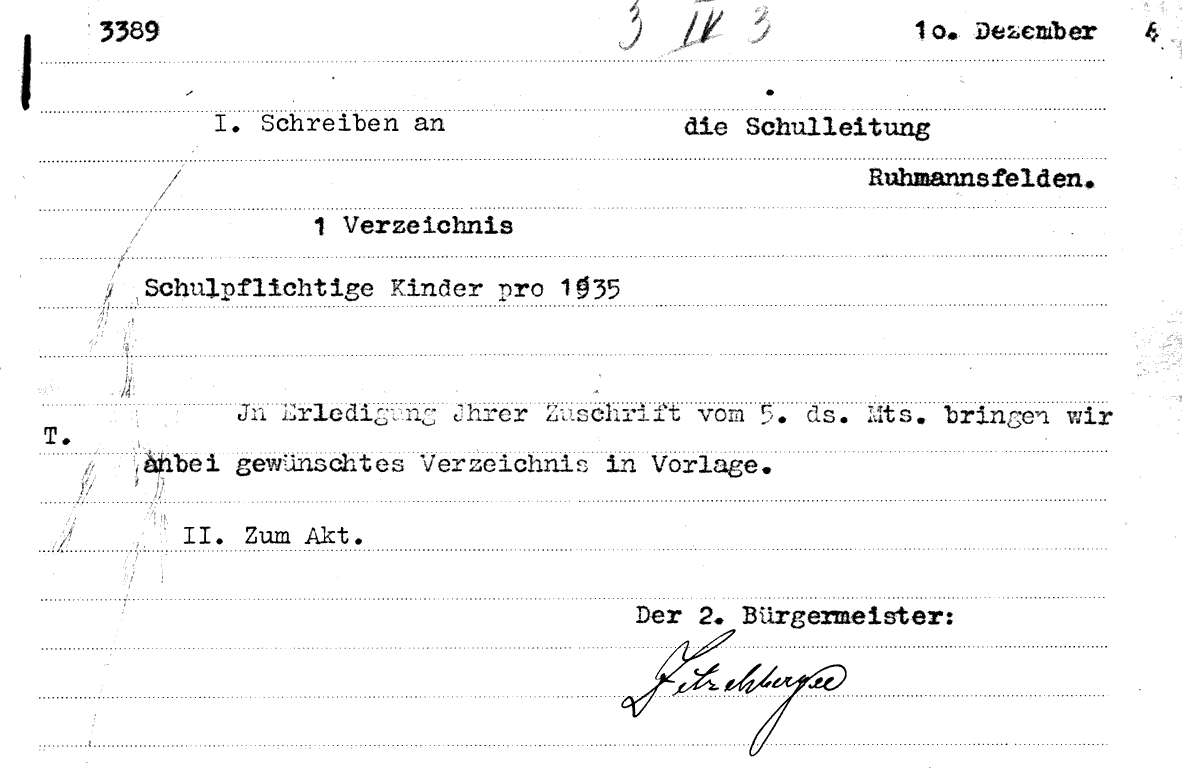 3389 3 IV 3 1o. Dezember 4
I. Schreiben an die Schulleitung
Ruhmannsfelden.
1 Verzeichnis
Schulpflichtige Kinder pro 1935
Jn Erledigung Jhrer Zuschrift vom 5. ds. Mts. bringen wir
T.
anbei gewünschtes Verzeichnis in Vorlage.
II. Zum Akt.
Der 2. Bürgermeister: